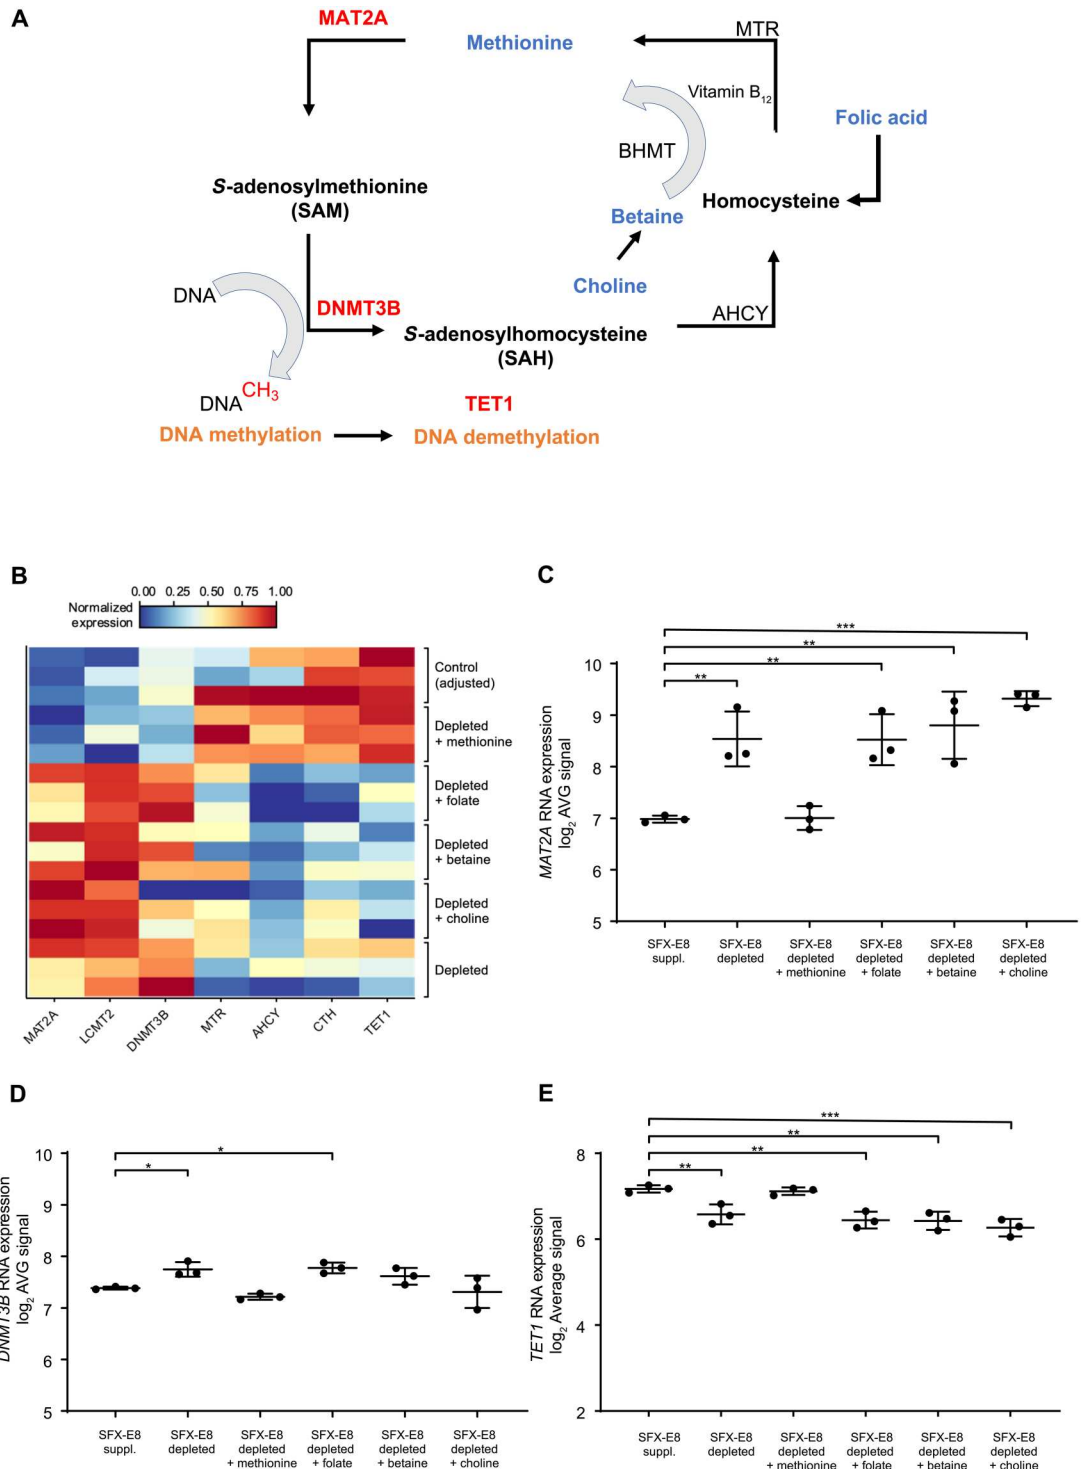 A
MAT2A
Methionine
MTR
Vitamin B12
Folic acid
BHMT
S-adenosylmethionine
(SAM)
Homocysteine
Betaine
Choline
DNA
DNMT3B
AHCY
S-adenosylhomocysteine
(SAH)
DNA CH3
TET1
DNA methylation
DNA demethylation
B
0.00 0.25 0.50 0.75 1.00
Normalized
expression
Control
(adjusted)
Depleted
+ methionine
Depleted
+ folate
Depleted
+ betaine
Depleted
+ choline
Depleted
MAT2A
LCMT2
DNMT3B
MTR
AHCY
CTH
TET1
C
***
**
**
**
10
9
8
7
6
5
MAT2A RNA expression
log2 AVG signal
SFX-E8
suppl.
SFX-E8
depleted
SFX-E8
depleted
+ methionine
SFX-E8
depleted
+ folate
SFX-E8
depleted
+ betaine
SFX-E8
depleted
+ choline
D
*
*
10
9
8
7
6
5
DNMT3B RNA expression
log2 AVG signal
SFX-E8
suppl.
SFX-E8
depleted
SFX-E8
depleted
+ methionine
SFX-E8
depleted
+ folate
SFX-E8
depleted
+ betaine
SFX-E8
depleted
+ choline
E
***
**
**
**
8
6
4
2
TET1 RNA expression
log2 Average signal
SFX-E8
suppl.
SFX-E8
depleted
SFX-E8
depleted
+ methionine
SFX-E8
depleted
+ folate
SFX-E8
depleted
+ betaine
SFX-E8
depleted
+ choline